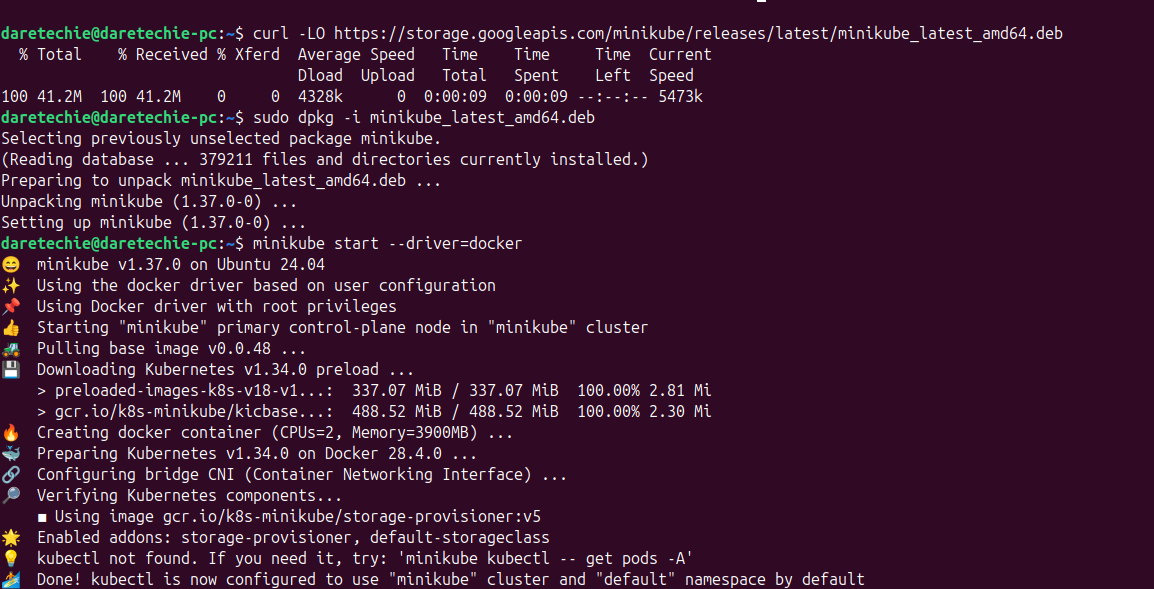 daretechie@daretechie-pc:~$ curl -LO https://storage.googleapis.com/minikube/releases/latest/minikube_latest_amd64.deb
  % Total    % Received % Xferd  Average Speed   Time    Time     Time  Current
                                 Dload  Upload   Total   Spent    Left  Speed
100 41.2M  100 41.2M    0     0  4328k      0  0:00:09  0:00:09 --:--:-- 5473k
daretechie@daretechie-pc:~$ sudo dpkg -i minikube_latest_amd64.deb
Selecting previously unselected package minikube.
(Reading database ... 379211 files and directories currently installed.)
Preparing to unpack minikube_latest_amd64.deb ...
Unpacking minikube (1.37.0-0) ...
Setting up minikube (1.37.0-0) ...
daretechie@daretechie-pc:~$ minikube start --driver=docker
😄  minikube v1.37.0 on Ubuntu 24.04
✨  Using the docker driver based on user configuration
📌  Using Docker driver with root privileges
👍  Starting "minikube" primary control-plane node in "minikube" cluster
🚜  Pulling base image v0.0.48 ...
💾  Downloading Kubernetes v1.34.0 preload ...
    > preloaded-images-k8s-v18-v1...:  337.07 MiB / 337.07 MiB  100.00% 2.81 Mi
    > gcr.io/k8s-minikube/kicbase...:  488.52 MiB / 488.52 MiB  100.00% 2.30 Mi
🔥  Creating docker container (CPUs=2, Memory=3900MB) ...
🐳  Preparing Kubernetes v1.34.0 on Docker 28.4.0 ...
🔗  Configuring bridge CNI (Container Networking Interface) ...
🔎  Verifying Kubernetes components...
    ▪ Using image gcr.io/k8s-minikube/storage-provisioner:v5
🌟  Enabled addons: storage-provisioner, default-storageclass
💡  kubectl not found. If you need it, try: 'minikube kubectl -- get pods -A'
🏄  Done! kubectl is now configured to use "minikube" cluster and "default" namespace by default